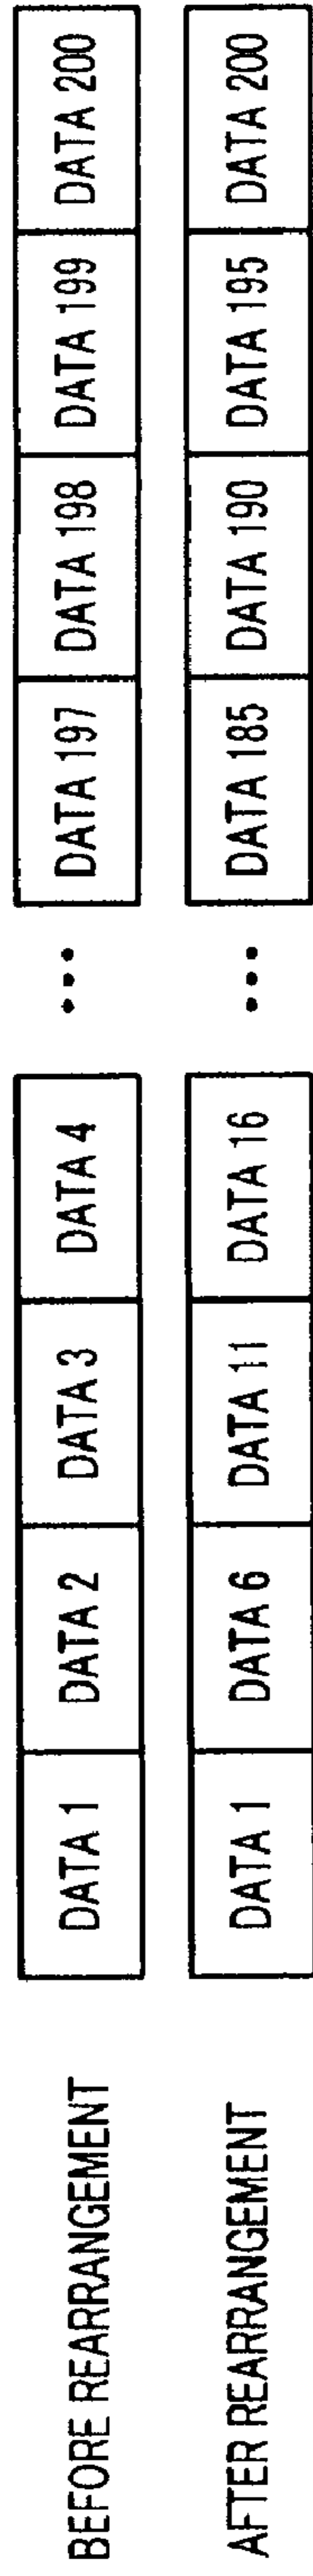 BEFORE REARRANGEMENT DATA 1 DATA 2 DATA 3 DATA 4 ••• DATA 197 DATA 198 DATA 199 DATA 200
AFTER REARRANGEMENT DATA 1 DATA 6 DATA 11 DATA 16 ••• DATA 185 DATA 190 DATA 195 DATA 200